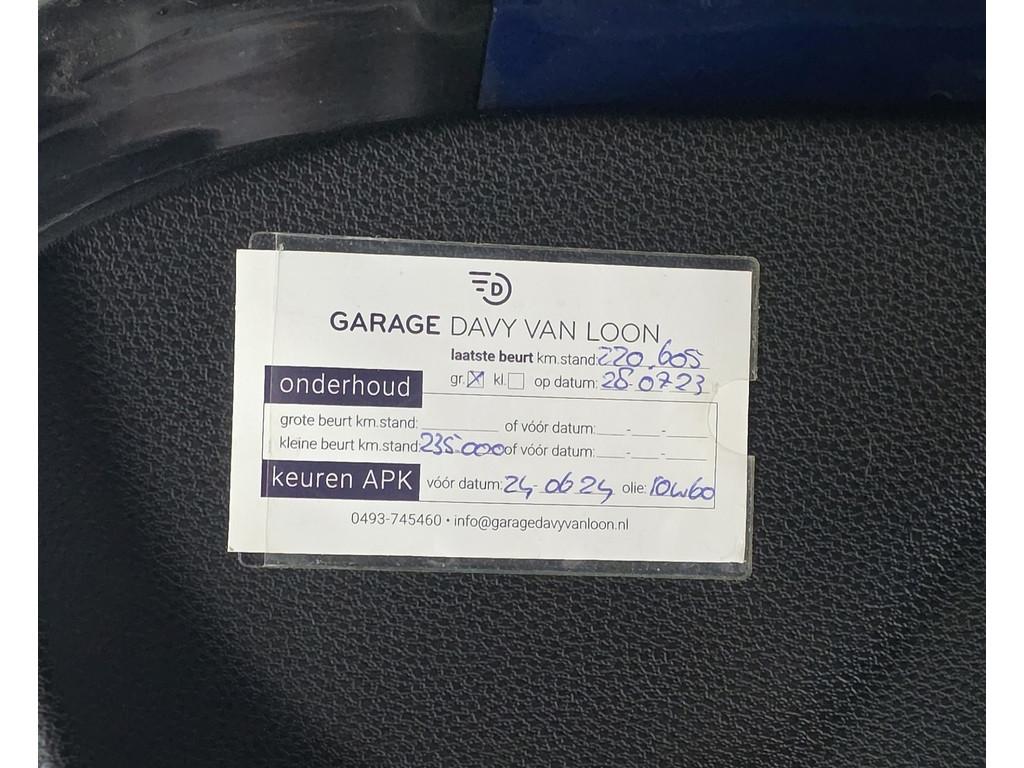 D
GARAGE DAVY VAN LOON
laatste beurt km.stand: 220.605
onderhoud gr. X kl. op datum: 28-07-23
grote beurt km.stand: of vóór datum: - -
kleine beurt km.stand: 235.000 of vóór datum: - -
keuren APK vóór datum: 24-06-24 olie: 10w60
0493-745460 • info@garagedavyvanloon.nl